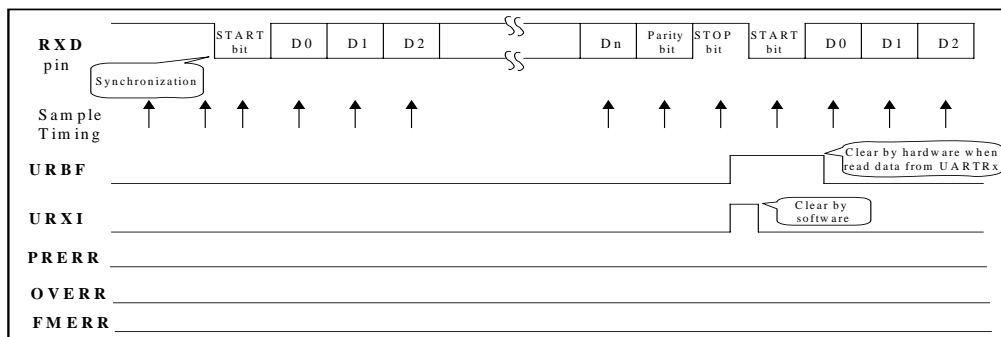 RXD
pin
START
bit
D0
D1
D2
Dn
Parity
bit
STOP
bit
START
bit
D0
D1
D2
Synchronization
Sample
Timing
URBF
Clear by hardware when
read data from UARTRx
URXI
Clear by
software
PRERR
OVERR
FMERR